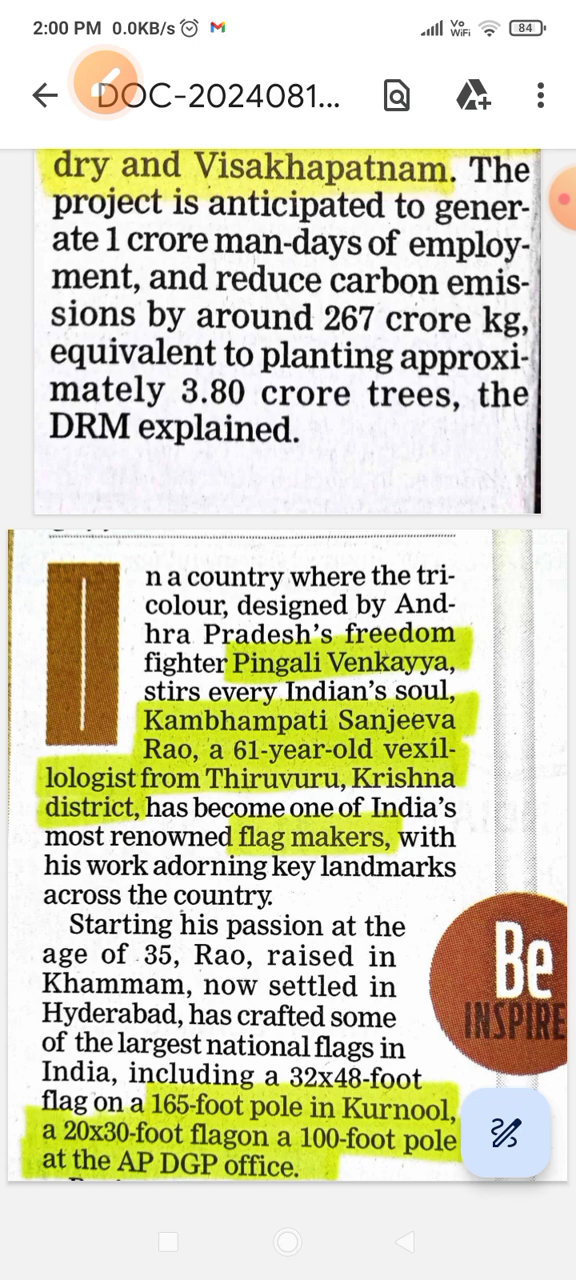 2:00 PM 0.0KB/s
Vo
WiFi
84
DOC-2024081...
dry and Visakhapatnam. The
project is anticipated to gener-
ate 1 crore man-days of employ-
ment, and reduce carbon emis-
sions by around 267 crore kg,
equivalent to planting approxi-
mately 3.80 crore trees, the
DRM explained.
In a country where the tri-
colour, designed by And-
hra Pradesh's freedom
fighter Pingali Venkayya,
stirs every Indian's soul,
Kambhampati Sanjeeva
Rao, a 61-year-old vexil-
lologist from Thiruvuru, Krishna
district, has become one of India's
most renowned flag makers, with
his work adorning key landmarks
across the country.
Starting his passion at the
age of 35, Rao, raised in
Khammam, now settled in
Hyderabad, has crafted some
of the largest national flags in
India, including a 32x48-foot
flag on a 165-foot pole in Kurnool,
a 20x30-foot flagon a 100-foot pole
at the AP DGP office.
Be
INSPIRE